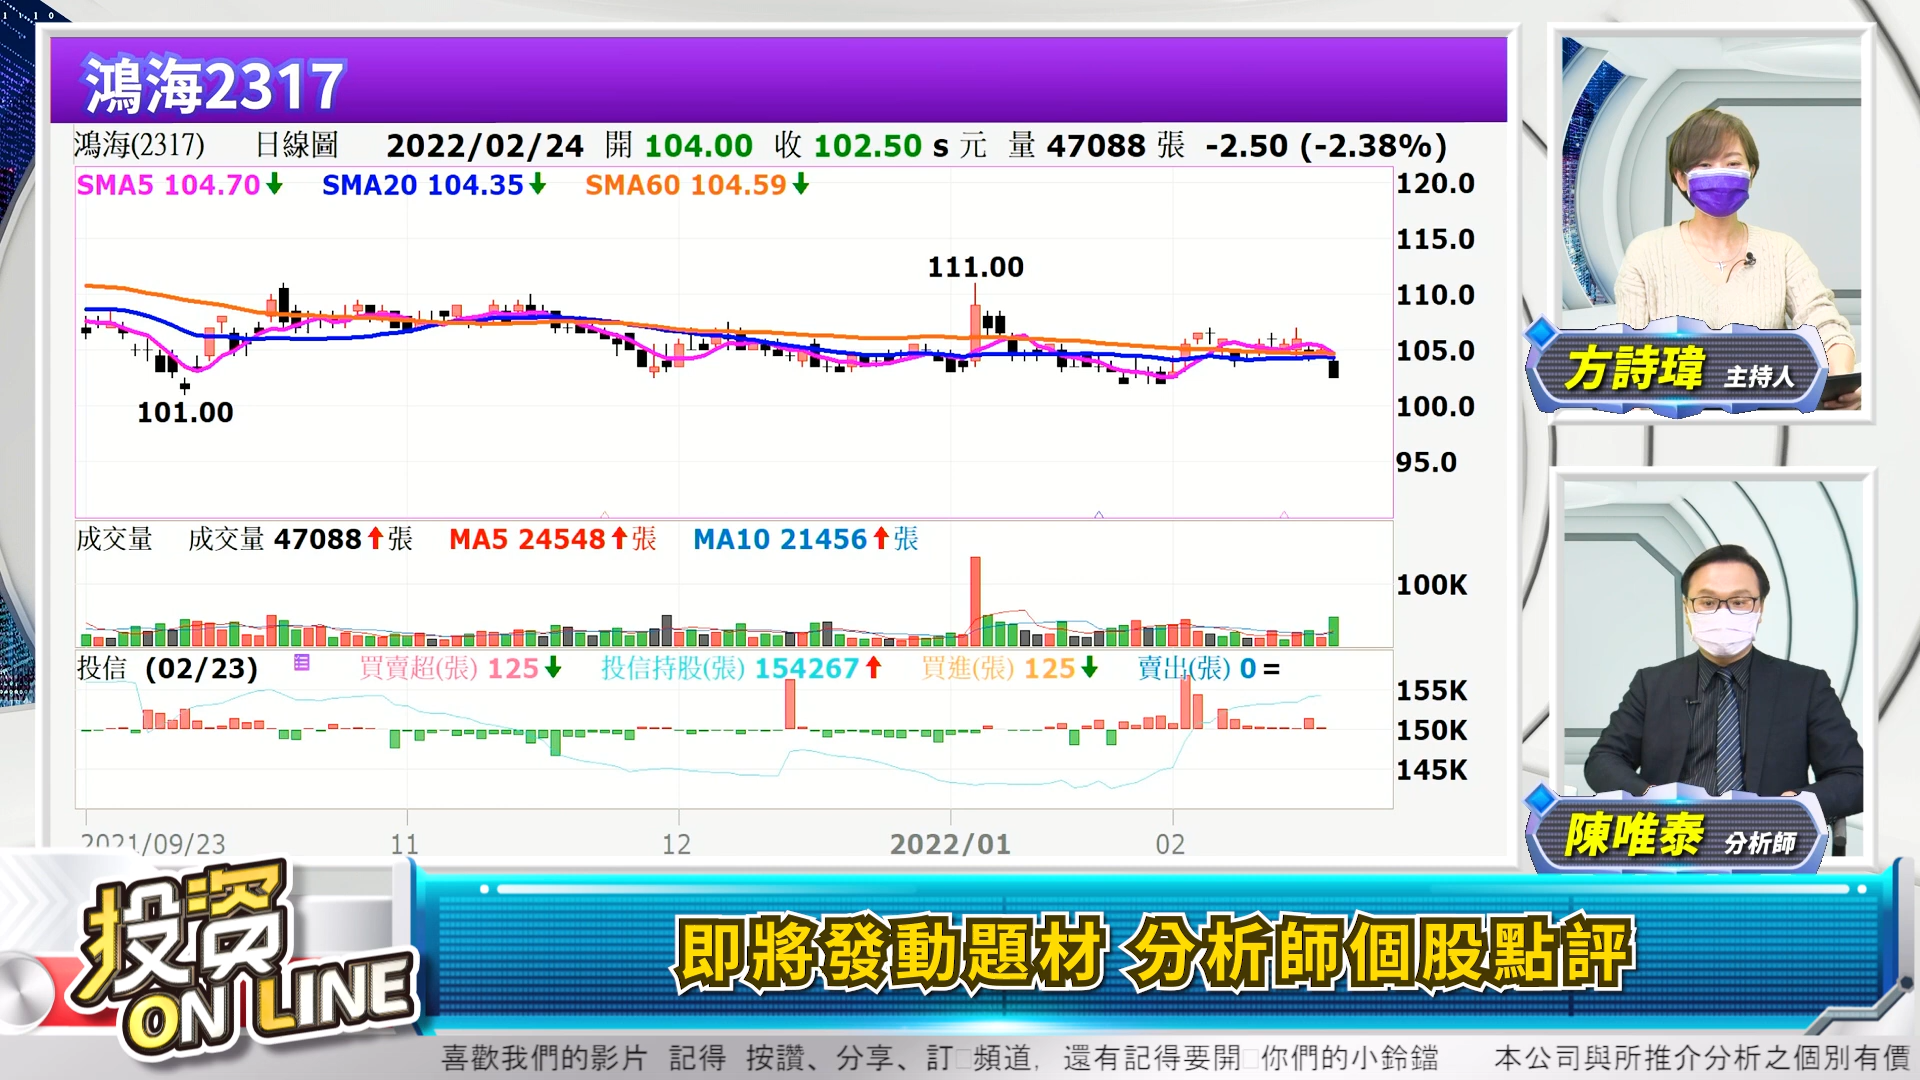 鴻海2317
鴻海(2317) 日線圖 2022/02/24 開 104.00 收 102.50 s 元 量 47088 張 -2.50 (-2.38%)
SMA5 104.70↓ SMA20 104.35↓ SMA60 104.59↓
120.0
115.0
111.00
110.0
105.0
101.00
100.0
95.0
成交量 成交量 47088↑張 MA5 24548↑張 MA10 21456↑張
100K
投信 (02/23) 買賣超(張) 125↓ 投信持股(張) 154267↑ 買進(張) 125↓ 賣出(張) 0 =
155K
150K
145K
2021/09/23 11 12 2022/01 02
方詩瑋 主持人
陳唯泰 分析師
投資
ON LINE
即將發動題材 分析師個股點評
喜歡我們的影片 記得 按讚、分享、訂□頻道, 還有記得要開□你們的小鈴鐺 本公司與所推介分析之個別有價